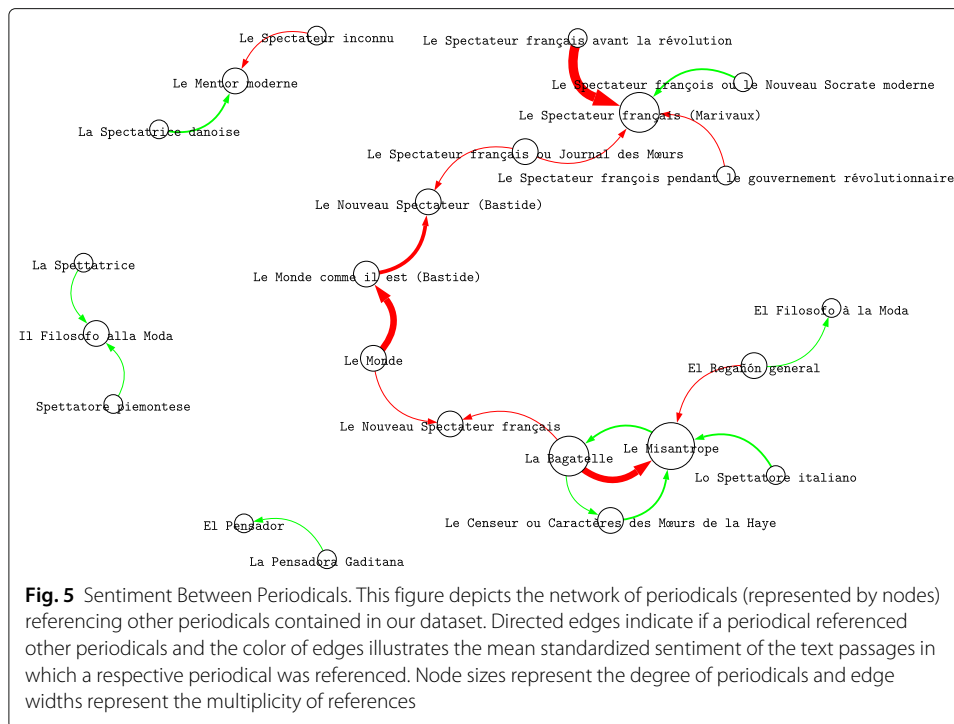 Le Spectateur inconnu
Le Spectateur français avant la révolution
Le Mentor moderne
Le Spectateur françois ou le Nouveau Socrate moderne
Le Spectateur français (Marivaux)
La Spectatrice danoise
Le Spectateur français ou Journal des Mœurs
Le Spectateur françois pendant le gouvernement révolutionnaire
Le Nouveau Spectateur (Bastide)
La Spettatrice
Le Monde comme il est (Bastide)
El Filosofo à la Moda
Il Filosofo alla Moda
Le Monde
El Regañón general
Spettatore piemontese
Le Nouveau Spectateur français
Le Misantrope
La Bagatelle
Lo Spettatore italiano
El Pensador
Le Censeur ou Caractères des Mœurs de la Haye
La Pensadora Gaditana
Fig. 5 Sentiment Between Periodicals. This figure depicts the network of periodicals (represented by nodes)
referencing other periodicals contained in our dataset. Directed edges indicate if a periodical referenced
other periodicals and the color of edges illustrates the mean standardized sentiment of the text passages in
which a respective periodical was referenced. Node sizes represent the degree of periodicals and edge
widths represent the multiplicity of references